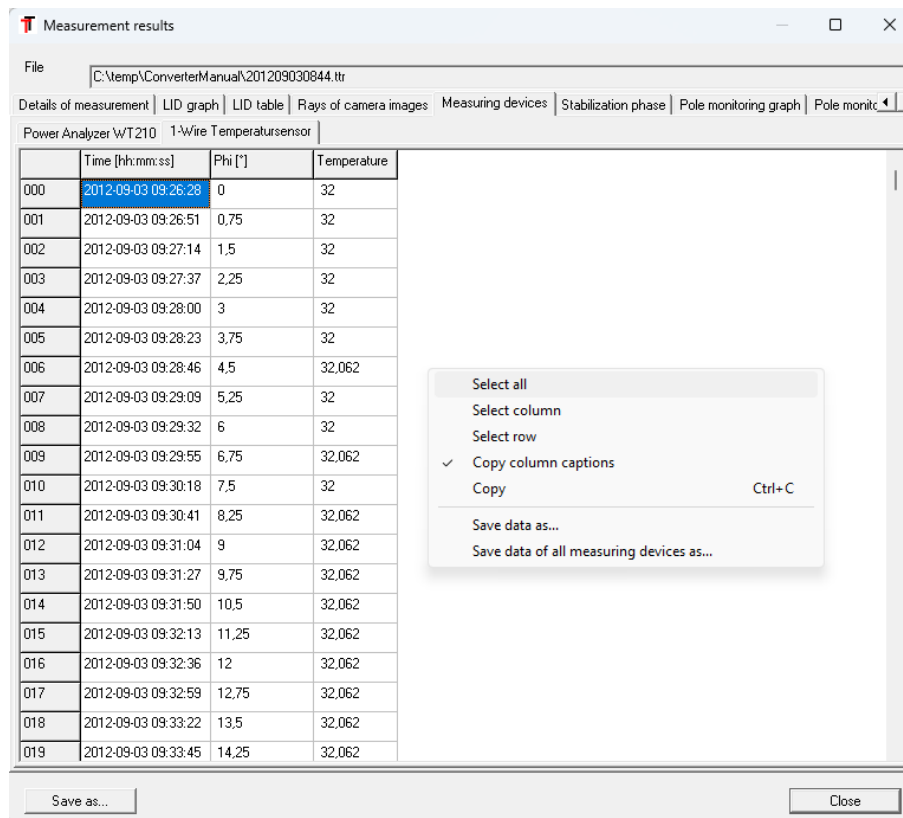 Measurement results
File
C:\temp\ConverterManual\201209030844.ttr
Details of measurement LID graph LID table Rays of camera images Measuring devices Stabilization phase Pole monitoring graph Pole monitc
Power Analyzer WT210 1-Wire Temperatursensor
Time [hh:mm:ss] Phi [°] Temperature
000 2012-09-03 09:26:28 0 32
001 2012-09-03 09:26:51 0,75 32
002 2012-09-03 09:27:14 1,5 32
003 2012-09-03 09:27:37 2,25 32
004 2012-09-03 09:28:00 3 32
005 2012-09-03 09:28:23 3,75 32
006 2012-09-03 09:28:46 4,5 32,062
007 2012-09-03 09:29:09 5,25 32
008 2012-09-03 09:29:32 6 32
009 2012-09-03 09:29:55 6,75 32,062
010 2012-09-03 09:30:18 7,5 32
011 2012-09-03 09:30:41 8,25 32,062
012 2012-09-03 09:31:04 9 32,062
013 2012-09-03 09:31:27 9,75 32,062
014 2012-09-03 09:31:50 10,5 32,062
015 2012-09-03 09:32:13 11,25 32,062
016 2012-09-03 09:32:36 12 32,062
017 2012-09-03 09:32:59 12,75 32,062
018 2012-09-03 09:33:22 13,5 32,062
019 2012-09-03 09:33:45 14,25 32,062
Select all
Select column
Select row
Copy column captions
Copy Ctrl+C
Save data as...
Save data of all measuring devices as...
Save as... Close